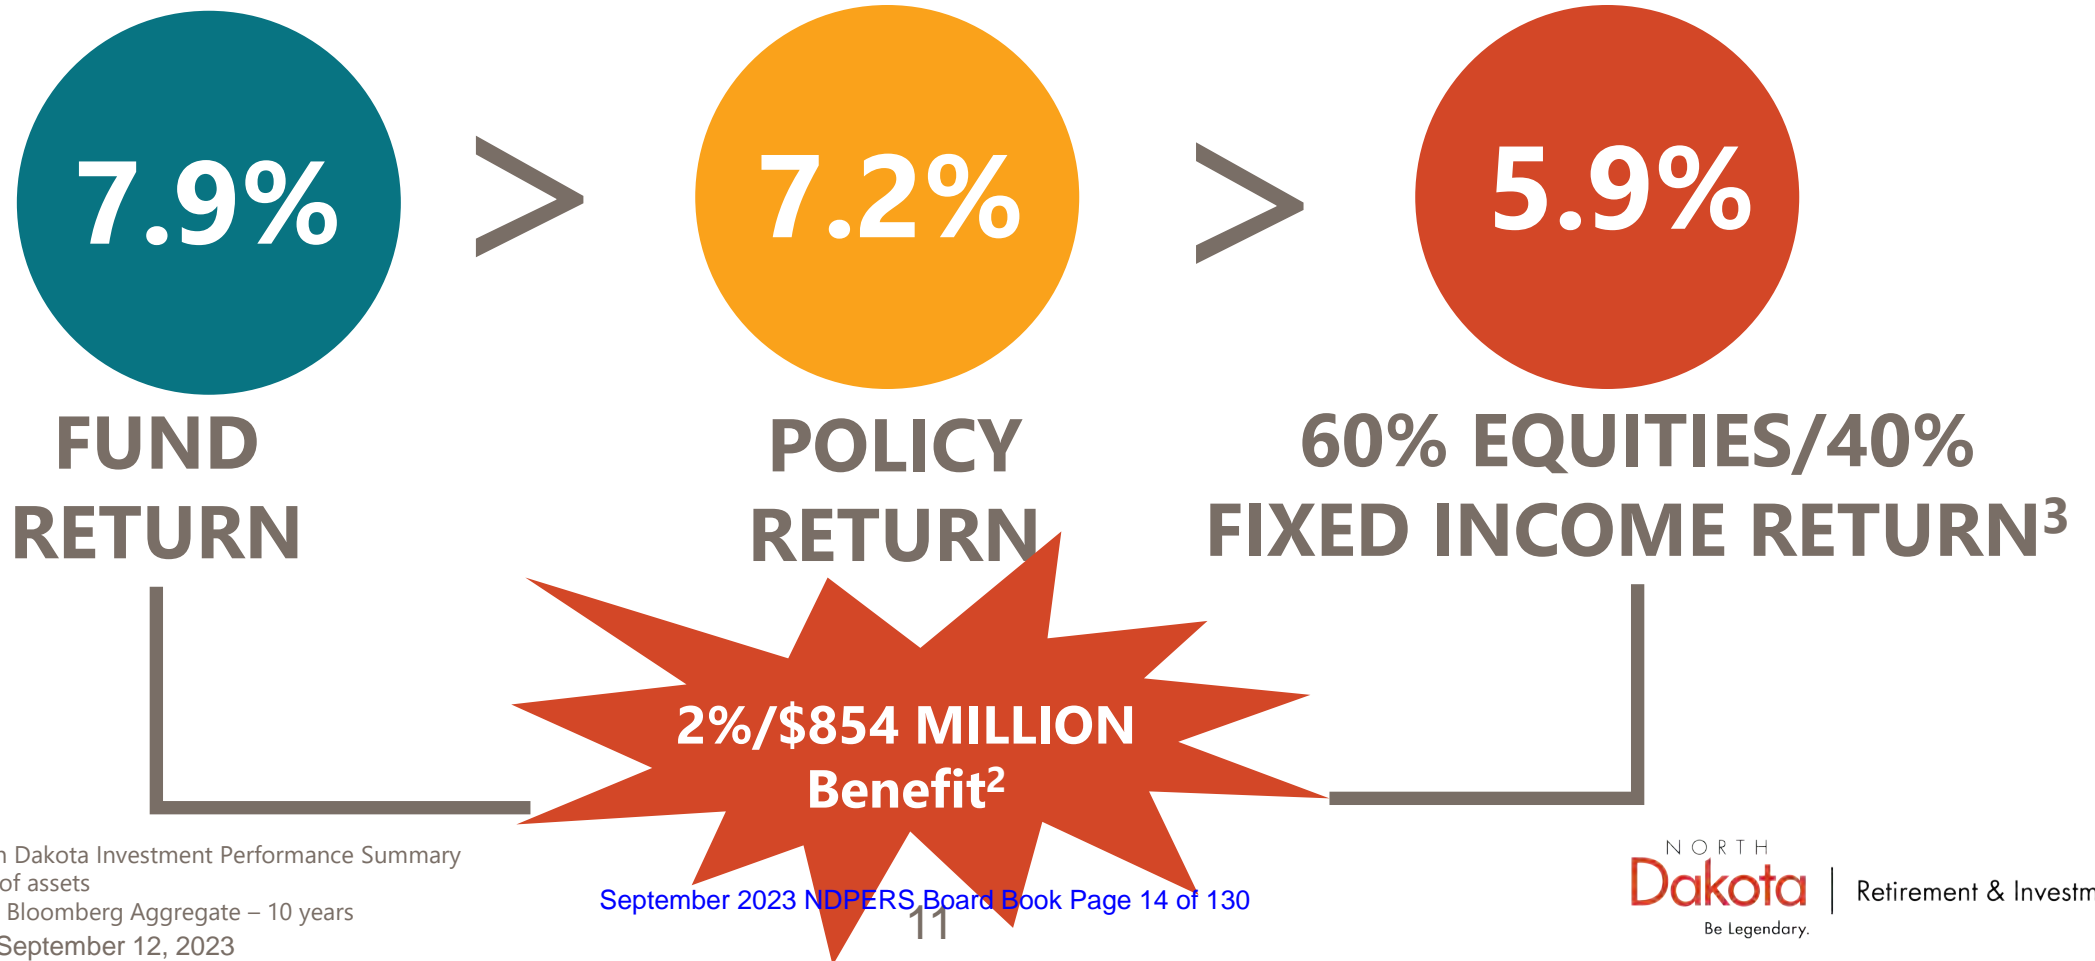 7.9%
>
7.2%
>
5.9%
FUND
RETURN
POLICY
RETURN
60% EQUITIES/40%
FIXED INCOME RETURN³
2%/$854 MILLION
Benefit²
Dakota Investment Performance Summary
of assets
Bloomberg Aggregate – 10 years
September 12, 2023
September 2023 NDPERS Board Book Page 14 of 130
11
NORTH
Dakota
Be Legendary.
Retirement & Investm